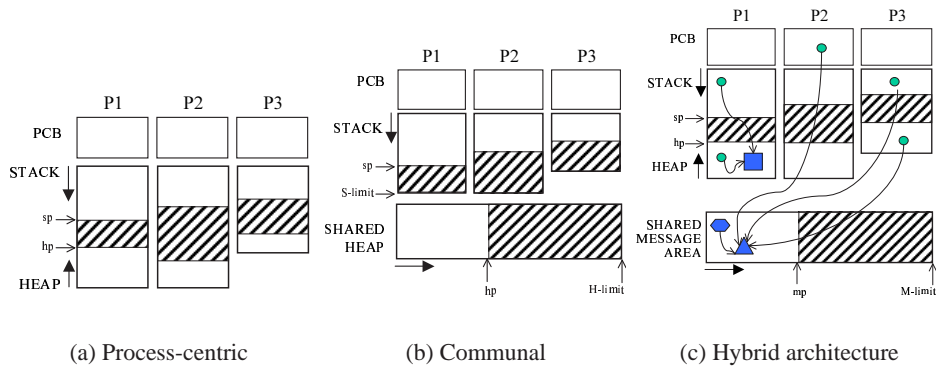 P1 P2 P3
PCB
STACK
sp
hp
HEAP
(a) Process-centric
P1 P2 P3
PCB
STACK
sp
S-limit
SHARED
HEAP
hp H-limit
(b) Communal
P1 P2 P3
PCB
STACK
sp
hp
HEAP
SHARED
MESSAGE
AREA
mp M-limit
(c) Hybrid architecture